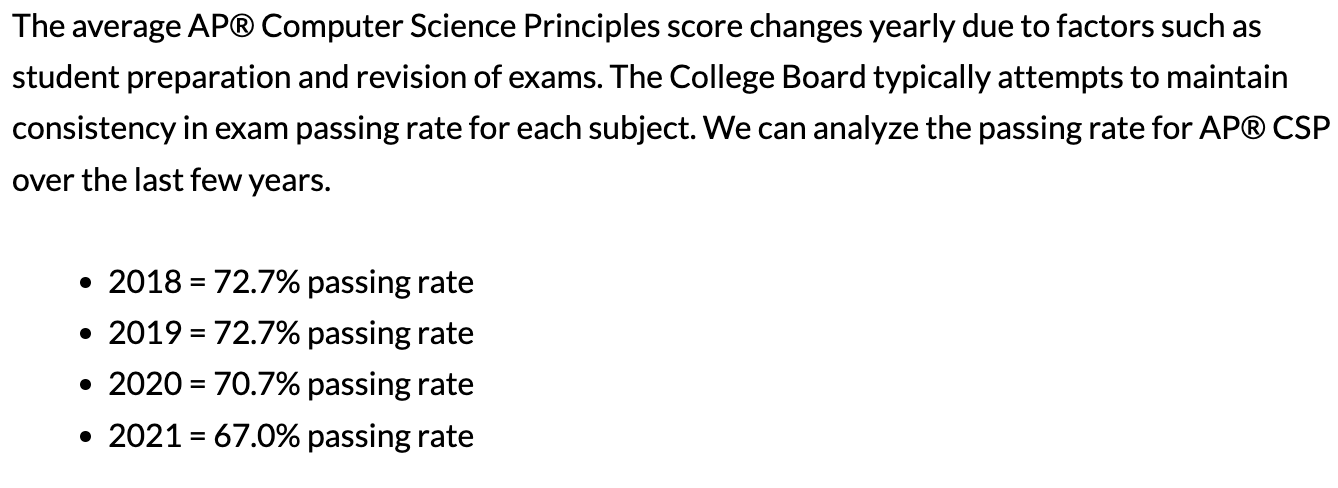 The average AP® Computer Science Principles score changes yearly due to factors such as
student preparation and revision of exams. The College Board typically attempts to maintain
consistency in exam passing rate for each subject. We can analyze the passing rate for AP® CSP
over the last few years.
• 2018 = 72.7% passing rate
• 2019 = 72.7% passing rate
• 2020 = 70.7% passing rate
• 2021 = 67.0% passing rate